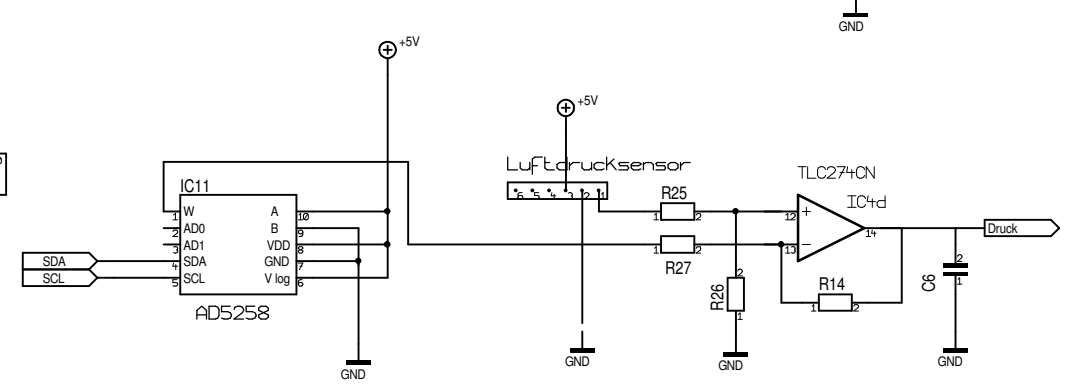 GND
+5V
+5V
Luftdrucksensor
6 5 4 3 2 1
TLC274CN
IC4d
IC11
W A
1 10
AD0 B
2 9
AD1 VDD
3 8
SDA SDA GND
4 7
SCL SCL V log
5 6
AD5258
R25
1 2
R27
1 2
R26
2
1
12 +
13 −
14
Druck
R14
1 2
C6
2
1
GND
GND
GND
GND